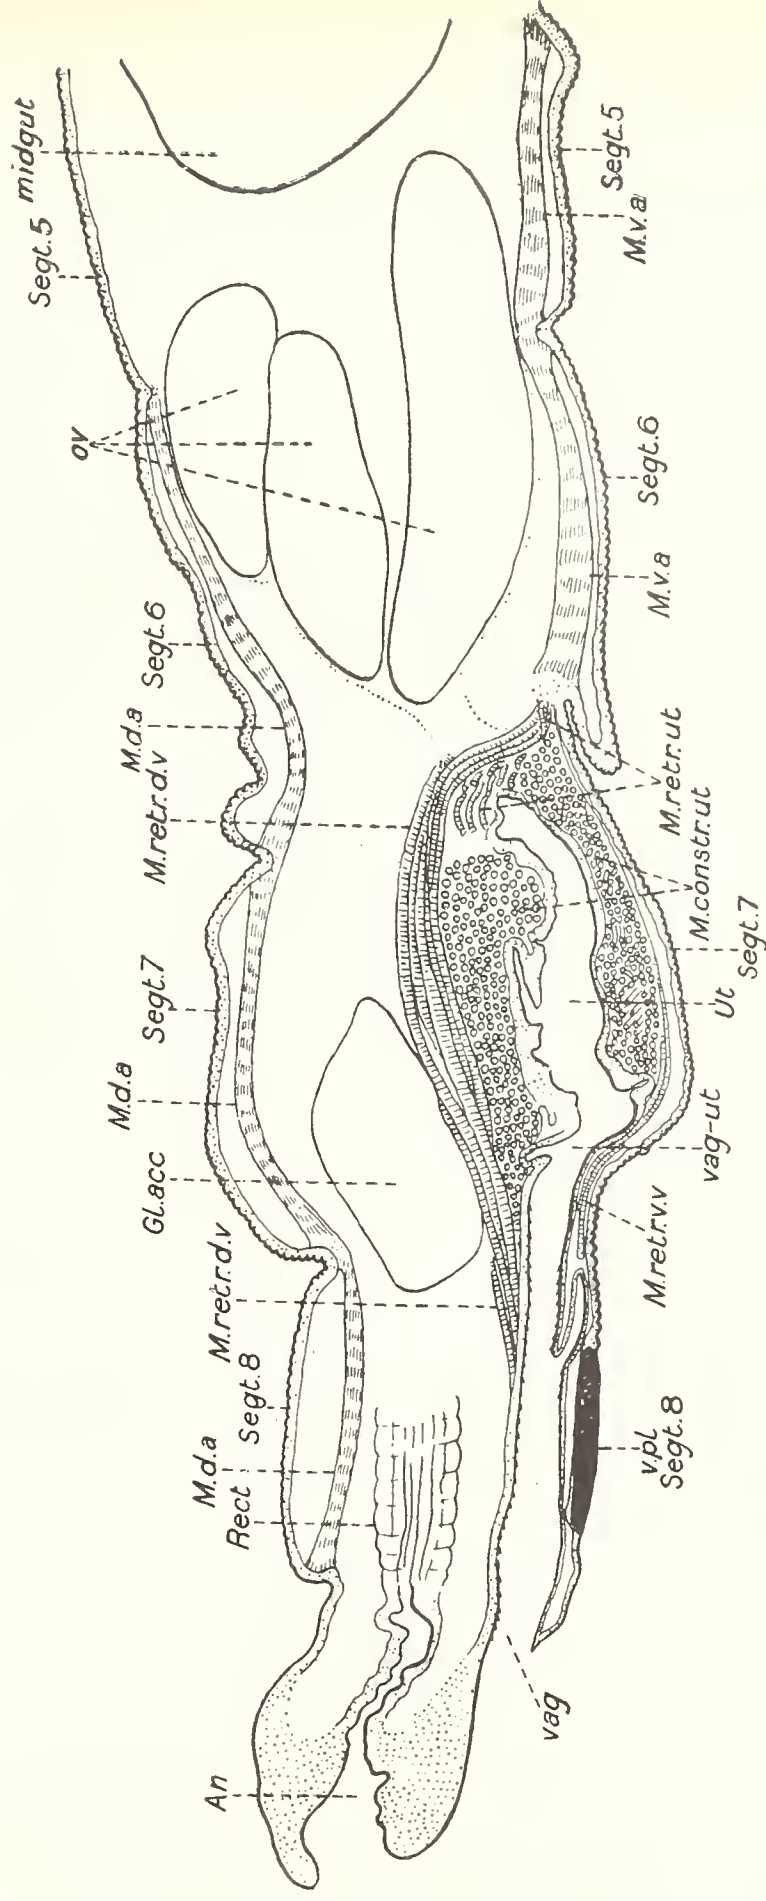 Segt.5
midgut
ov
Segt.6
M.d.a
M.retr.d.v
Segt.7
M.d.a
Gl.acc
M.retr.d.v
Segt.8
M.d.a
Rect
An
Segt.5
M.v.a
Segt.6
M.v.a
M.retr.ut
M.constr.ut
Segt.7
Ut
vag-ut
M.retr.v.v
v.pl
Segt.8
vag